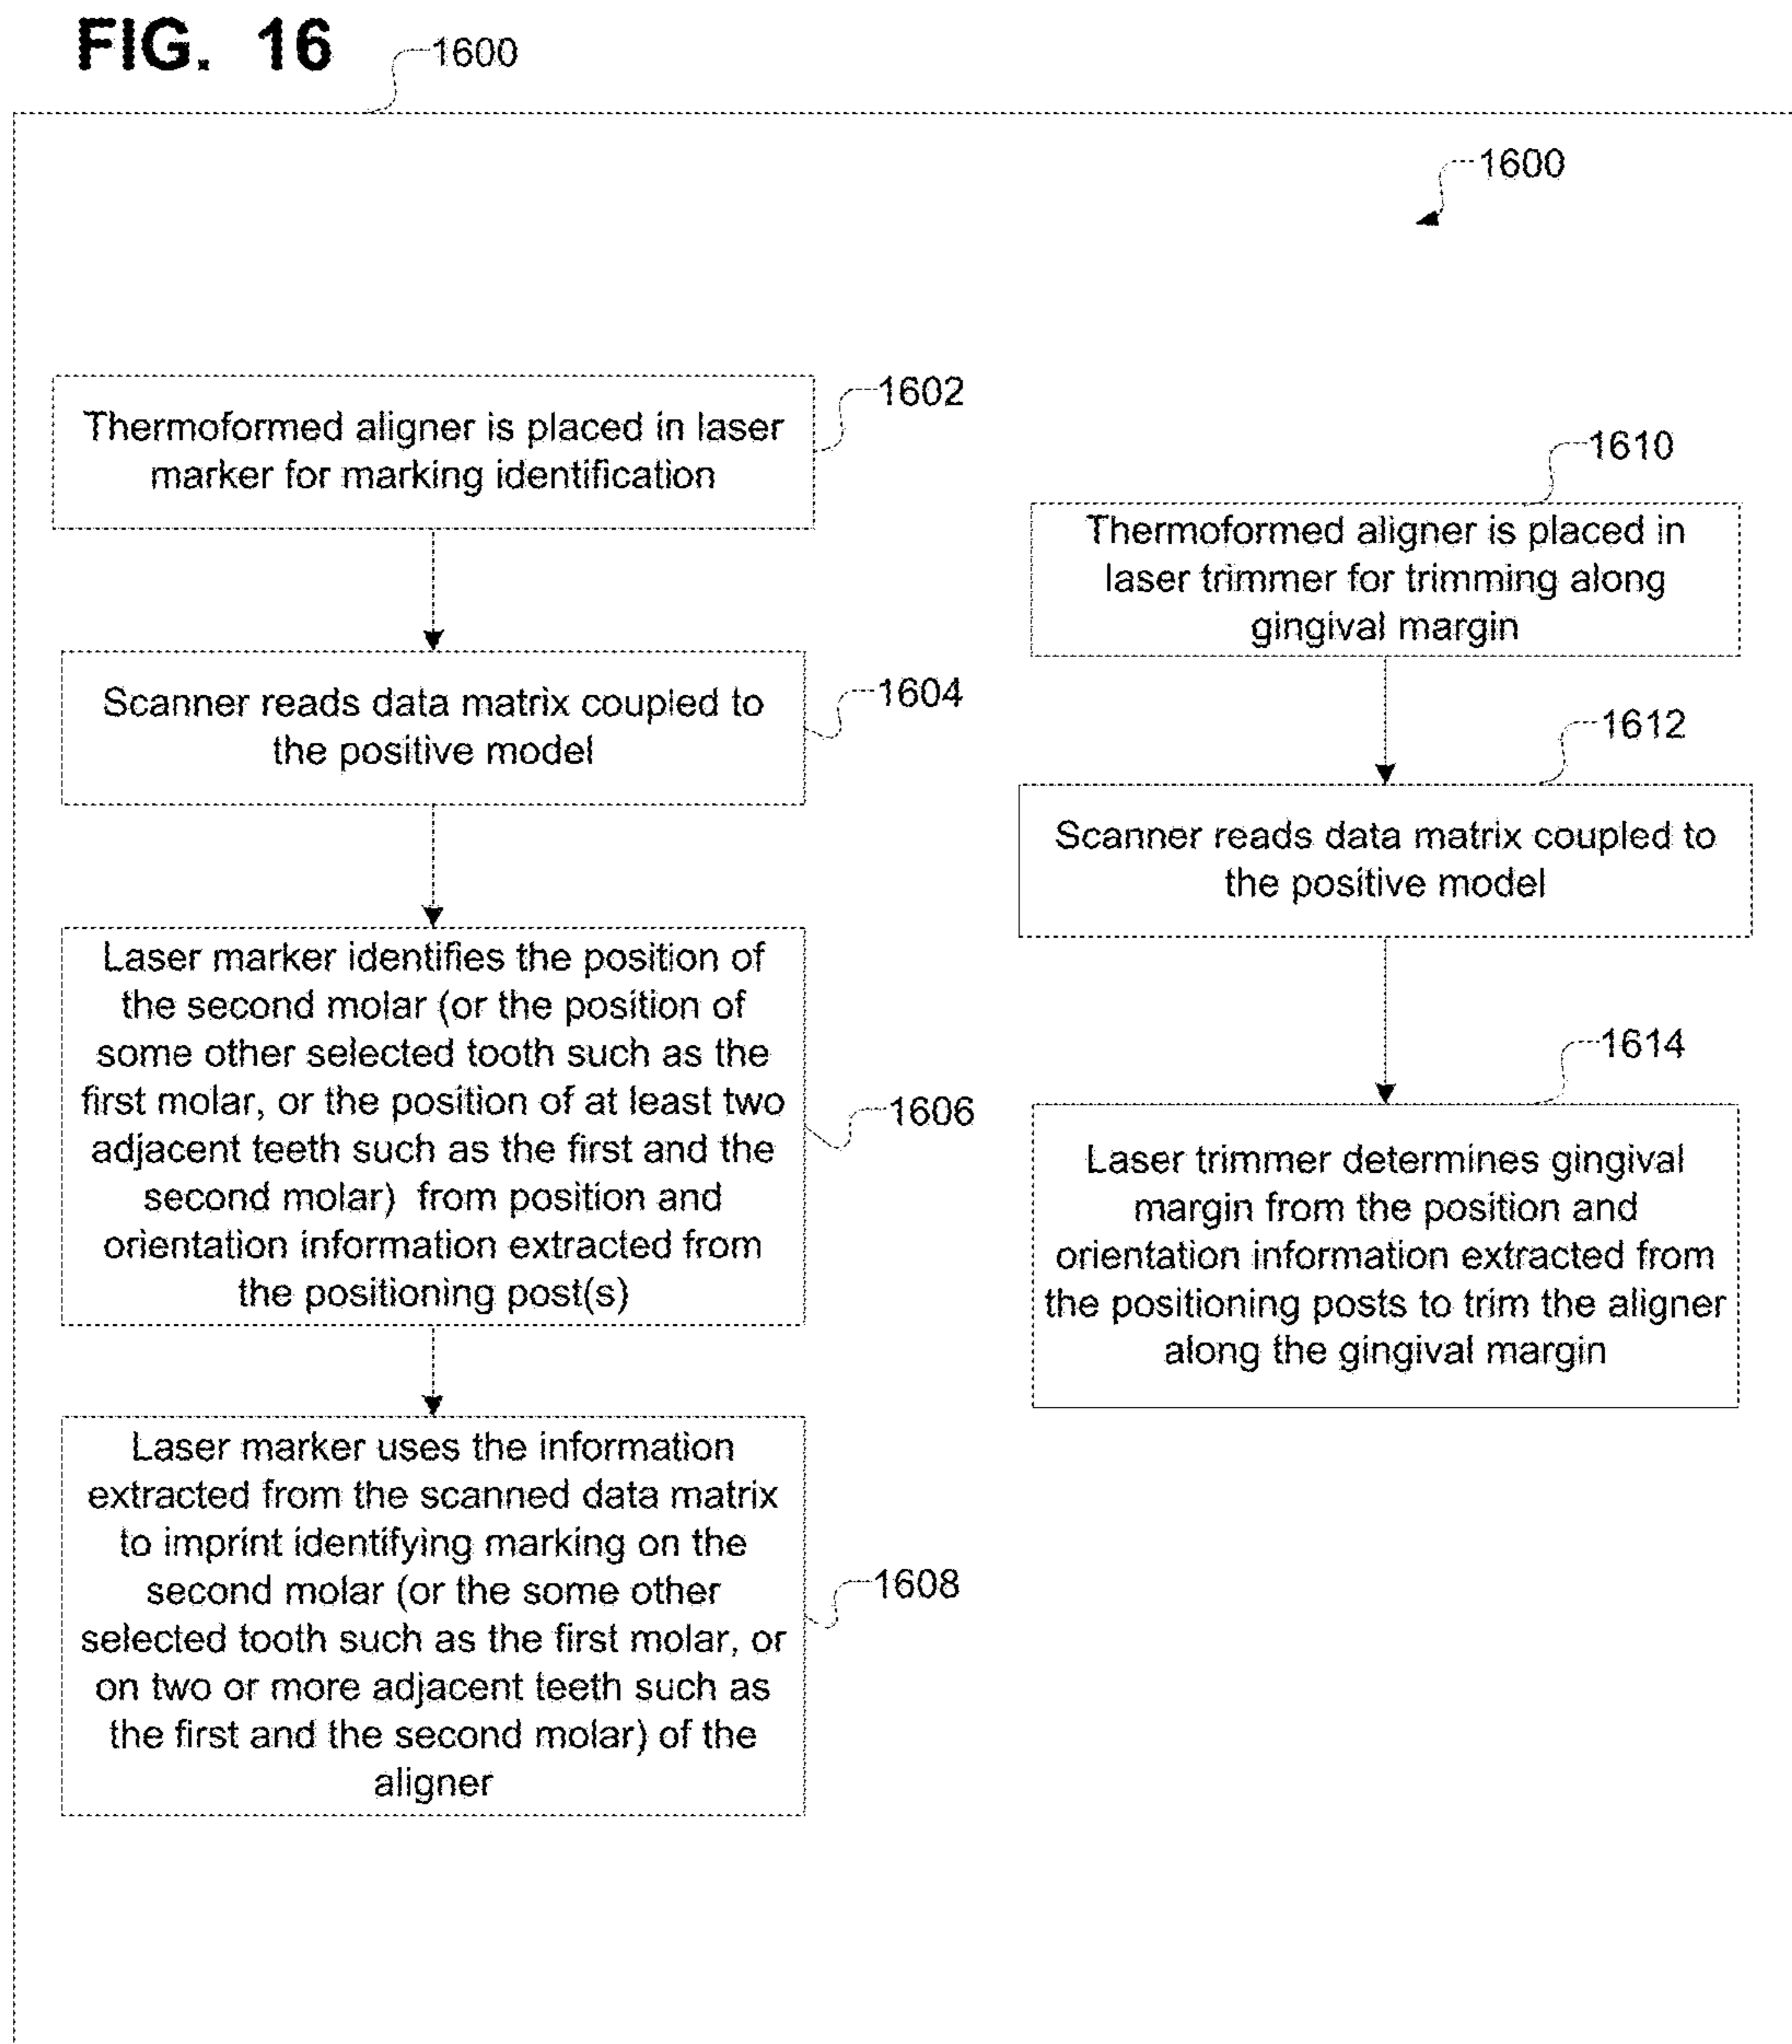 FIG. 16
1600
1600
Thermoformed aligner is placed in laser
marker for marking identification
1602
Scanner reads data matrix coupled to
the positive model
1604
Laser marker identifies the position of
the second molar (or the position of
some other selected tooth such as the
first molar, or the position of at least two
adjacent teeth such as the first and the
second molar) from position and
orientation information extracted from
the positioning post(s)
1606
Laser marker uses the information
extracted from the scanned data matrix
to imprint identifying marking on the
second molar (or the some other
selected tooth such as the first molar, or
on two or more adjacent teeth such as
the first and the second molar) of the
aligner
1608
1610
Thermoformed aligner is placed in
laser trimmer for trimming along
gingival margin
1612
Scanner reads data matrix coupled to
the positive model
1614
Laser trimmer determines gingival
margin from the position and
orientation information extracted from
the positioning posts to trim the aligner
along the gingival margin